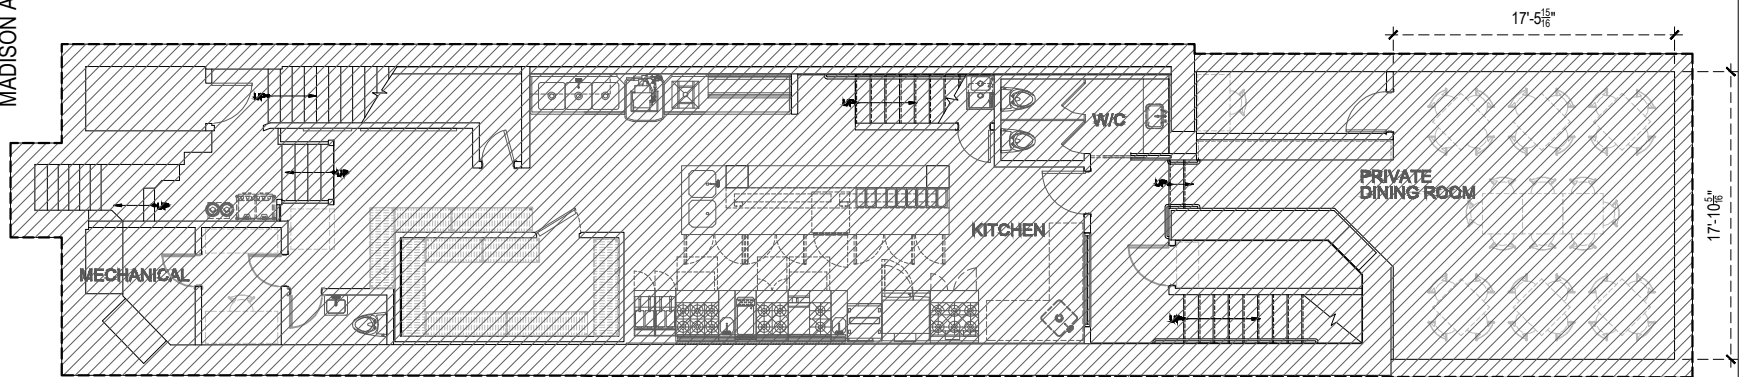 MADISON A
17'-5 15/16"
UP
UP
UP
W/C
UP
UP
PRIVATE
DINING ROOM
UP
KITCHEN
17'-10 5/16"
MECHANICAL
UP